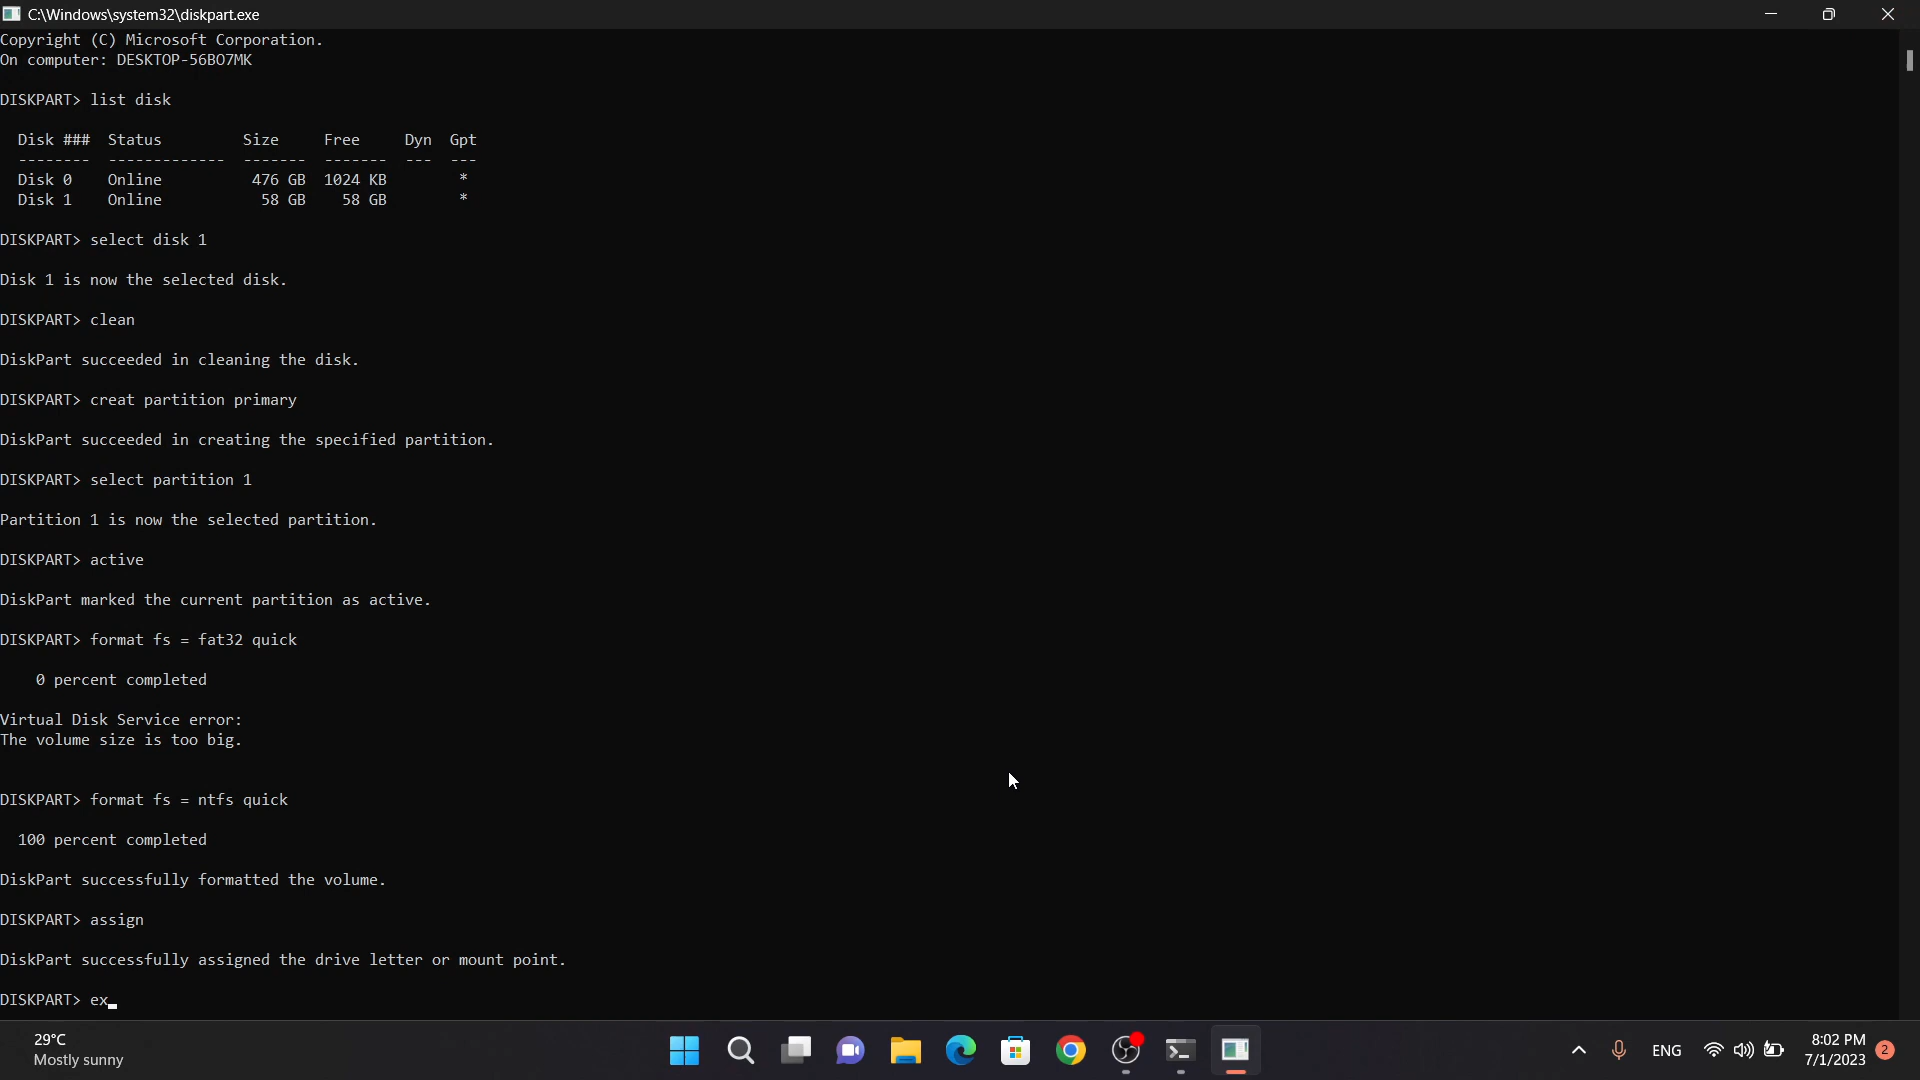 C:\Windows\system32\diskpart.exe
Copyright (C) Microsoft Corporation.
On computer: DESKTOP-56BO7MK
DISKPART> list disk
Disk ### Status Size Free Dyn Gpt
-------- ------------- ------- ------- --- ---
Disk 0 Online 476 GB 1024 KB *
Disk 1 Online 58 GB 58 GB *
DISKPART> select disk 1
Disk 1 is now the selected disk.
DISKPART> clean
DiskPart succeeded in cleaning the disk.
DISKPART> creat partition primary
DiskPart succeeded in creating the specified partition.
DISKPART> select partition 1
Partition 1 is now the selected partition.
DISKPART> active
DiskPart marked the current partition as active.
DISKPART> format fs = fat32 quick
0 percent completed
Virtual Disk Service error:
The volume size is too big.
DISKPART> format fs = ntfs quick
100 percent completed
DiskPart successfully formatted the volume.
DISKPART> assign
DiskPart successfully assigned the drive letter or mount point.
DISKPART> ex_
29°C
Mostly sunny
ENG
8:02 PM
7/1/2023
2